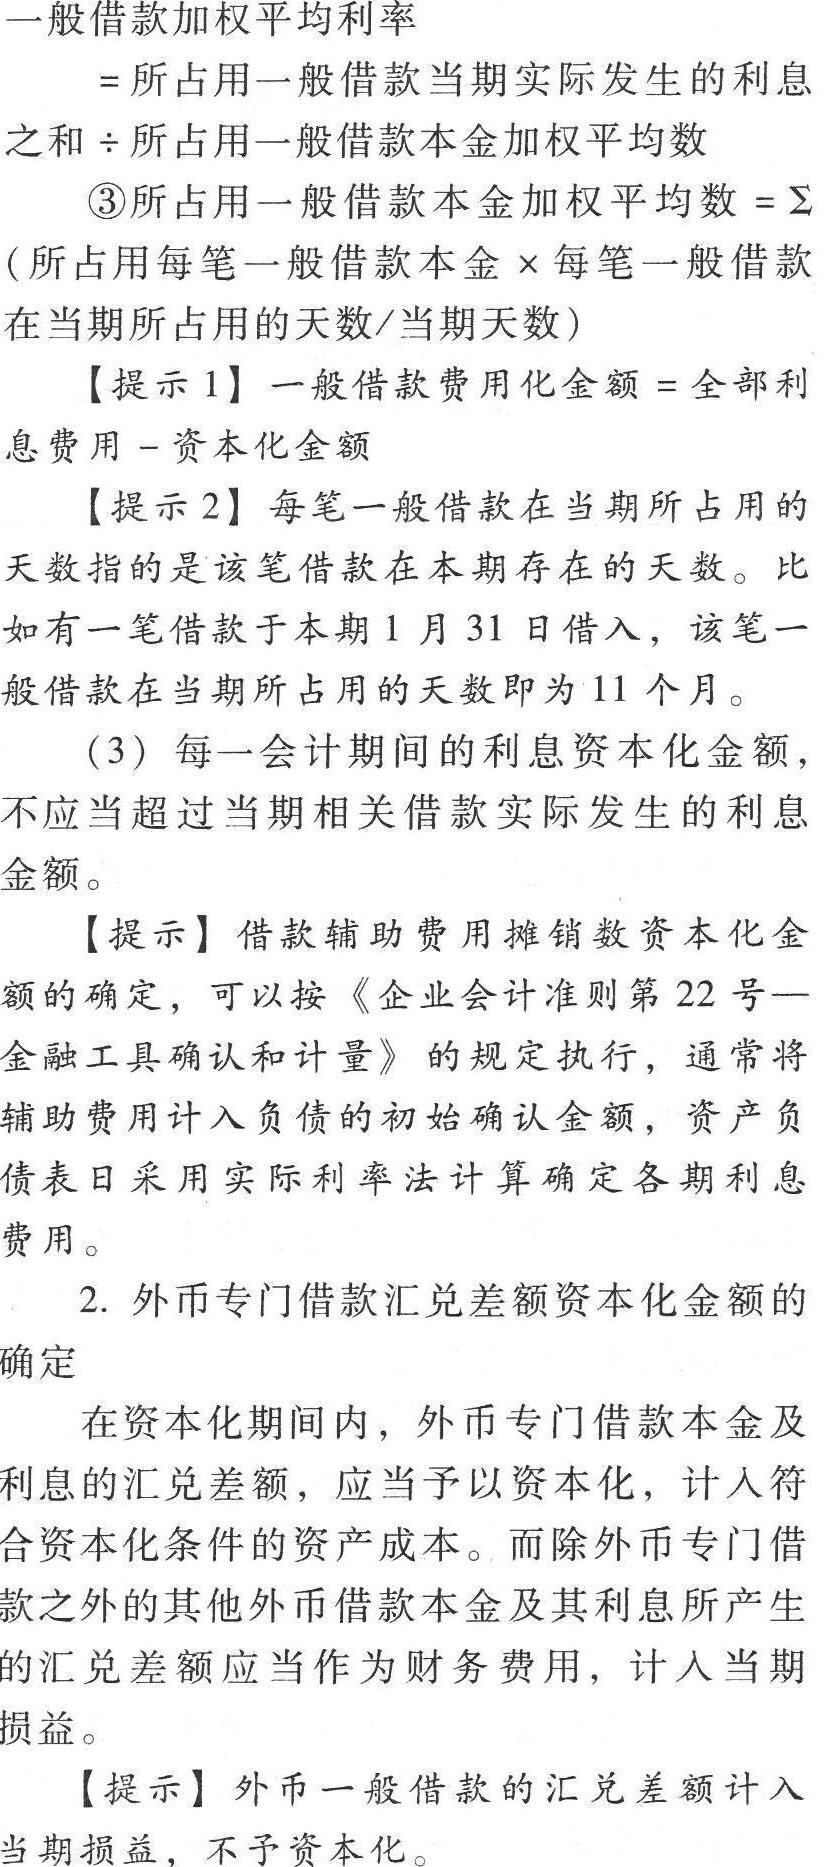 一般借款加权平均利率
=所占用一般借款当期实际发生的利息
之和÷所占用一般借款本金加权平均数
③所占用一般借款本金加权平均数=Σ
(所占用每笔一般借款本金×每笔一般借款
在当期所占用的天数/当期天数)
【提示1】一般借款费用化金额=全部利
息费用-资本化金额
【提示2】每笔一般借款在当期所占用的
天数指的是该笔借款在本期存在的天数。比
如有一笔借款于本期1月31日借入，该笔一
般借款在当期所占用的天数即为11个月。
(3)每一会计期间的利息资本化金额，
不应当超过当期相关借款实际发生的利息
金额。
【提示】借款辅助费用摊销数资本化金
额的确定，可以按《企业会计准则第22号—
金融工具确认和计量》的规定执行，通常将
辅助费用计入负债的初始确认金额，资产负
债表日采用实际利率法计算确定各期利息
费用。
2. 外币专门借款汇兑差额资本化金额的
确定
在资本化期间内，外币专门借款本金及
利息的汇兑差额，应当予以资本化，计入符
合资本化条件的资产成本。而除外币专门借
款之外的其他外币借款本金及其利息所产生
的汇兑差额应当作为财务费用，计入当期
损益。
【提示】外币一般借款的汇兑差额计入
当期损益，不予资本化。